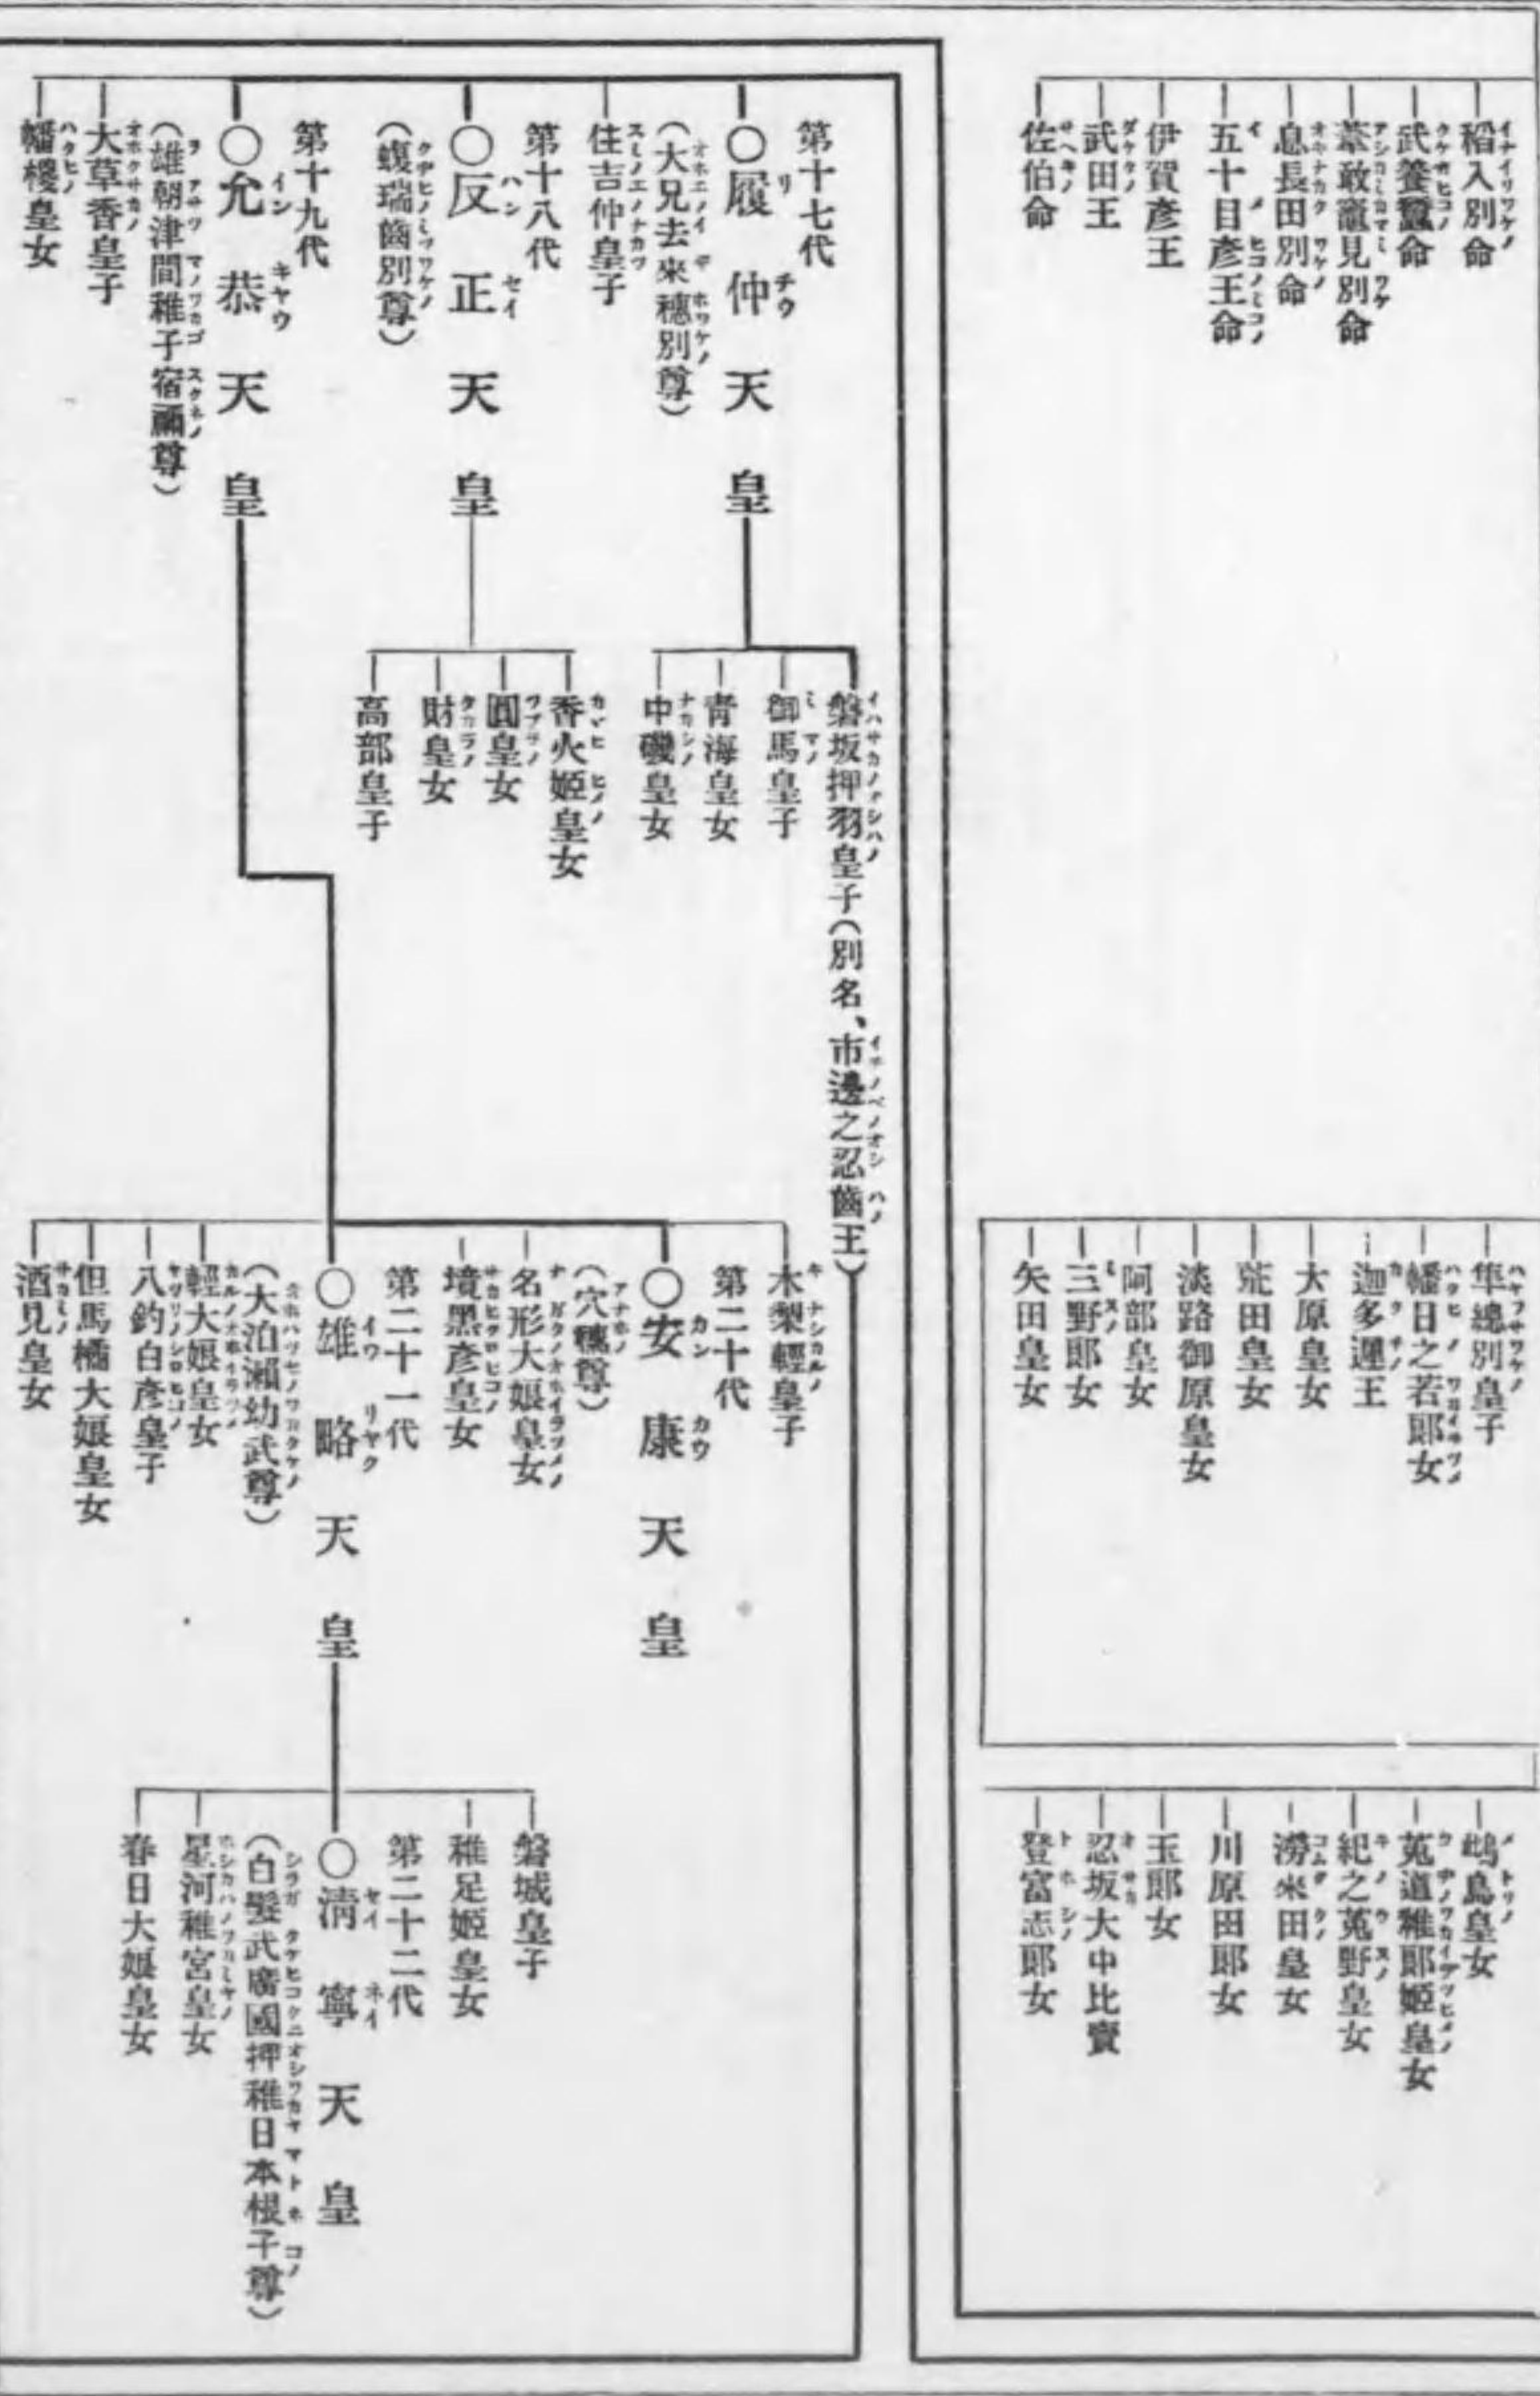 稻入別命
武養蠶命
葦敢竈見別命
息長田別命
五十目彥王命
伊賀彥王
武田王
佐伯命
隼總別皇子
幡日之若郎女
迦多遲王
大原皇女
荒田皇女
淡路御原皇女
阿部皇女
三野郎女
矢田皇女
鳥皇女
菟道稚郎姬皇女
紀之菟野皇女
澇來田皇女
川原田郎女
玉郎女
忍坂大中比賣
登富志郎女
第十七代
〇履仲天皇
(大兄去來穗別尊)
住吉仲皇子
第十八代
〇反正天皇
(蝮瑞齒別尊)
第十九代
〇允恭天皇
(雄朝津間稚子宿禰尊)
大草香皇子
幡梭皇女
磐坂押羽皇子(別名、市邊之忍齒王)
御馬皇子
靑海皇女
中磯皇女
香火姬皇女
圓皇女
財皇女
高部皇子
木梨輕皇子
第二十代
〇安康天皇
(穴穗尊)
名形大娘皇女
境黑彥皇女
第二十一代
〇雄略天皇
(大泊瀨幼武尊)
輕大娘皇女
八釣白彥皇子
但馬橘大娘皇女
酒見皇女
磐城皇子
稚足姬皇女
第二十二代
〇淸寧天皇
(白髮武廣國押稚日本根子尊)
星河稚宮皇女
春日大娘皇女